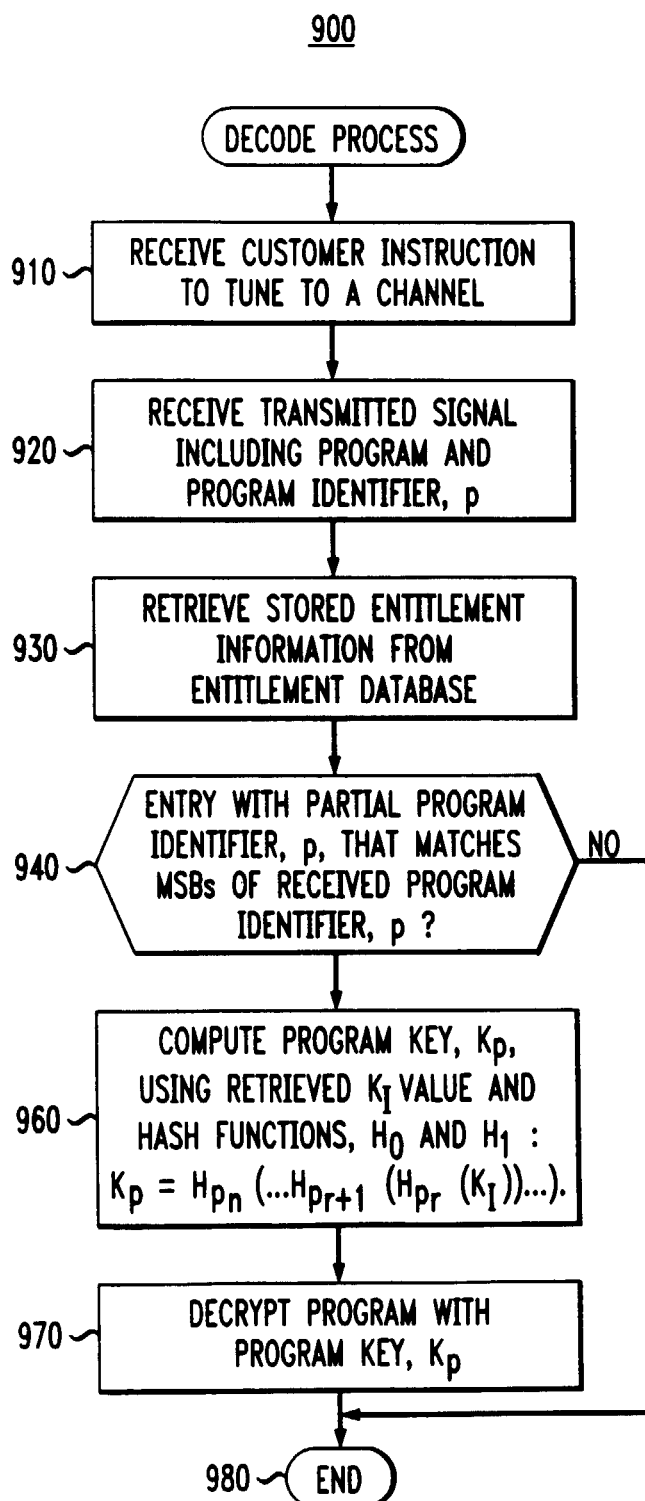 900
DECODE PROCESS
910
RECEIVE CUSTOMER INSTRUCTION
TO TUNE TO A CHANNEL
920
RECEIVE TRANSMITTED SIGNAL
INCLUDING PROGRAM AND
PROGRAM IDENTIFIER, p
930
RETRIEVE STORED ENTITLEMENT
INFORMATION FROM
ENTITLEMENT DATABASE
940
ENTRY WITH PARTIAL PROGRAM
IDENTIFIER, p, THAT MATCHES
MSBs OF RECEIVED PROGRAM
IDENTIFIER, p ?
NO
960
COMPUTE PROGRAM KEY, Kp,
USING RETRIEVED KI VALUE AND
HASH FUNCTIONS, H0 AND H1 :
Kp = Hpn (...Hpr+1 (Hpr (KI))...).
970
DECRYPT PROGRAM WITH
PROGRAM KEY, Kp
980
END